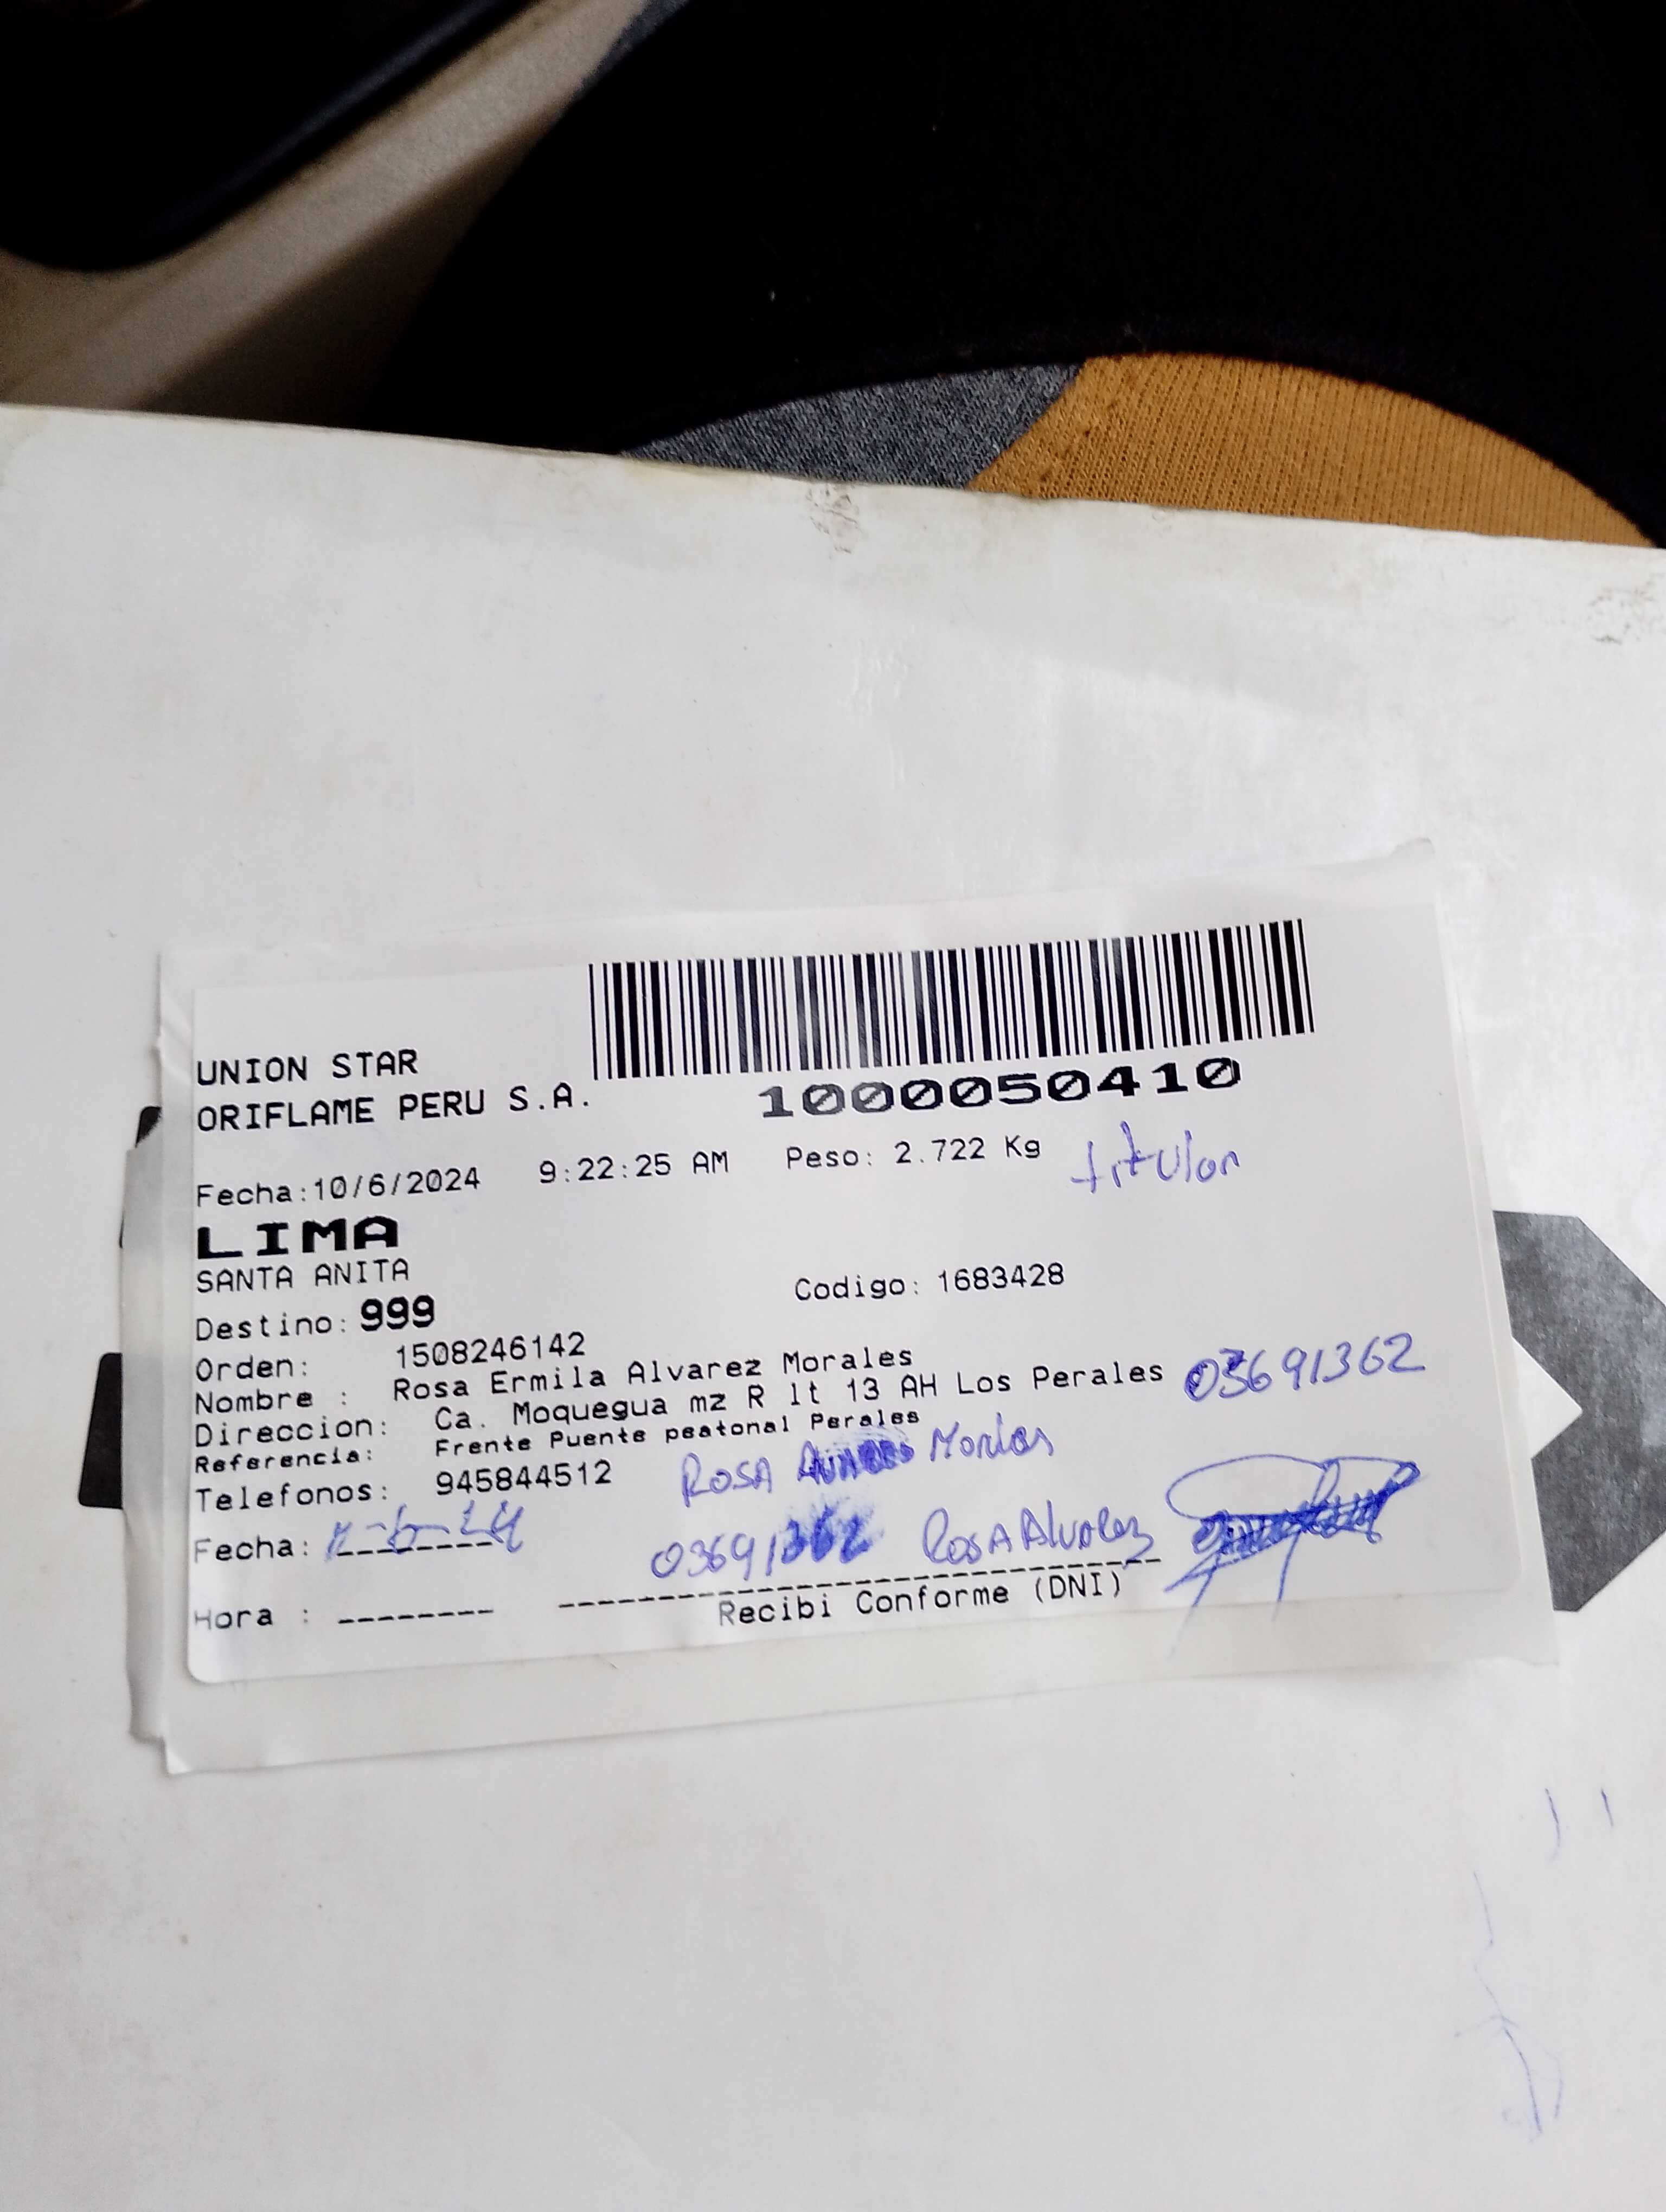 UNION STAR
ORIFLAME PERU S.A.
1000050410
Fecha:10/6/2024 9:22:25 AM Peso: 2.722 Kg titular
LIMA
SANTA ANITA
Codigo: 1683428
Destino: 999
Orden: 1508246142
Nombre : Rosa Ermila Alvarez Morales
Direccion: Ca. Moquegua mz R lt 13 AH Los Perales 03691362
Referencia: Frente Puente peatonal Perales
Telefonos: 945844512 ROSA Morales
Fecha: 03691362 Rosa Alvarez
Hora : --------
Recibi Conforme (DNI)